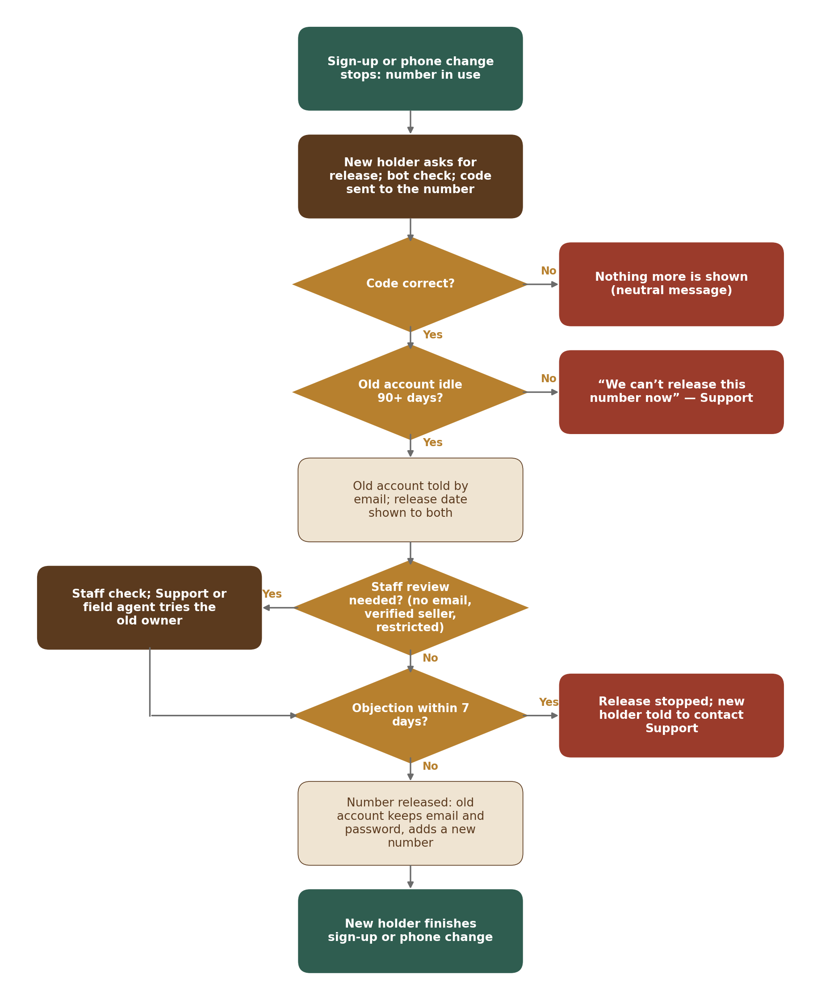 Sign-up or phone change
stops: number in use
New holder asks for
release; bot check; code
sent to the number
Code correct?
No
Nothing more is shown
(neutral message)
Yes
Old account idle
90+ days?
No
“We can’t release this
number now” — Support
Yes
Old account told by
email; release date
shown to both
Staff review
needed? (no email,
verified seller,
restricted)
Yes
Staff check; Support or
field agent tries the
old owner
No
Objection within 7
days?
Yes
Release stopped; new
holder told to contact
Support
No
Number released: old
account keeps email and
password, adds a new
number
New holder finishes
sign-up or phone change